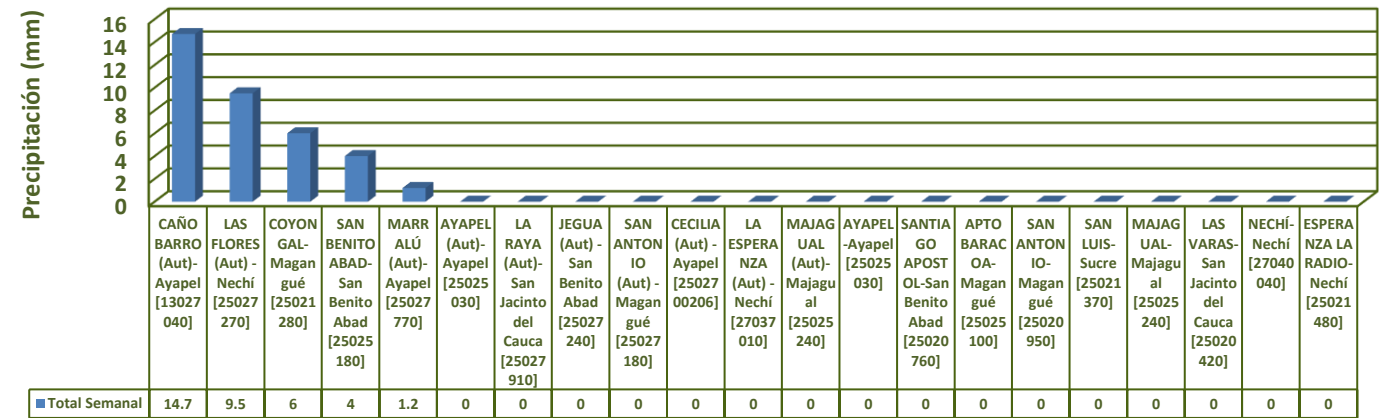 Precipitación (mm)
16
14
12
10
8
6
4
2
0
CAÑO
BARRO
(Aut)-
Ayapel
[13027
040]
LAS
FLORES
(Aut) -
Nechí
[25027
270]
COYON
GAL-
Magan
gué
[25021
280]
SAN
BENITO
ABAD-
San
Benito
Abad
[25025
180]
MARR
ALÚ
(Aut)-
Ayapel
[25027
770]
AYAPEL
(Aut)-
Ayapel
[25025
030]
LA
RAYA
(Aut)-
San
Jacinto
del
Cauca
[25027
910]
JEGUA
(Aut) -
San
Benito
Abad
[25027
240]
SAN
ANTON
IO
(Aut) -
Magan
gué
[25027
180]
CECILIA
(Aut) -
Ayapel
[25027
00206]
LA
ESPERA
NZA
(Aut) -
Nechí
[27037
010]
MAJAG
UAL
(Aut)-
Majagu
al
[25025
240]
AYAPEL
-Ayapel
[25025
030]
SANTIA
GO
APOST
OL-San
Benito
Abad
[25020
760]
APTO
BARAC
OA-
Magan
gué
[25025
100]
SAN
ANTON
IO-
Magan
gué
[25020
950]
SAN
LUIS-
Sucre
[25021
370]
MAJAG
UAL-
Majagu
al
[25025
240]
LAS
VARAS-
San
Jacinto
del
Cauca
[25020
420]
NECHÍ-
Nechí
[27040
040]
ESPERA
NZA LA
RADIO-
Nechí
[25021
480]
Total Semanal 14.7 9.5 6 4 1.2 0 0 0 0 0 0 0 0 0 0 0 0 0 0 0 0